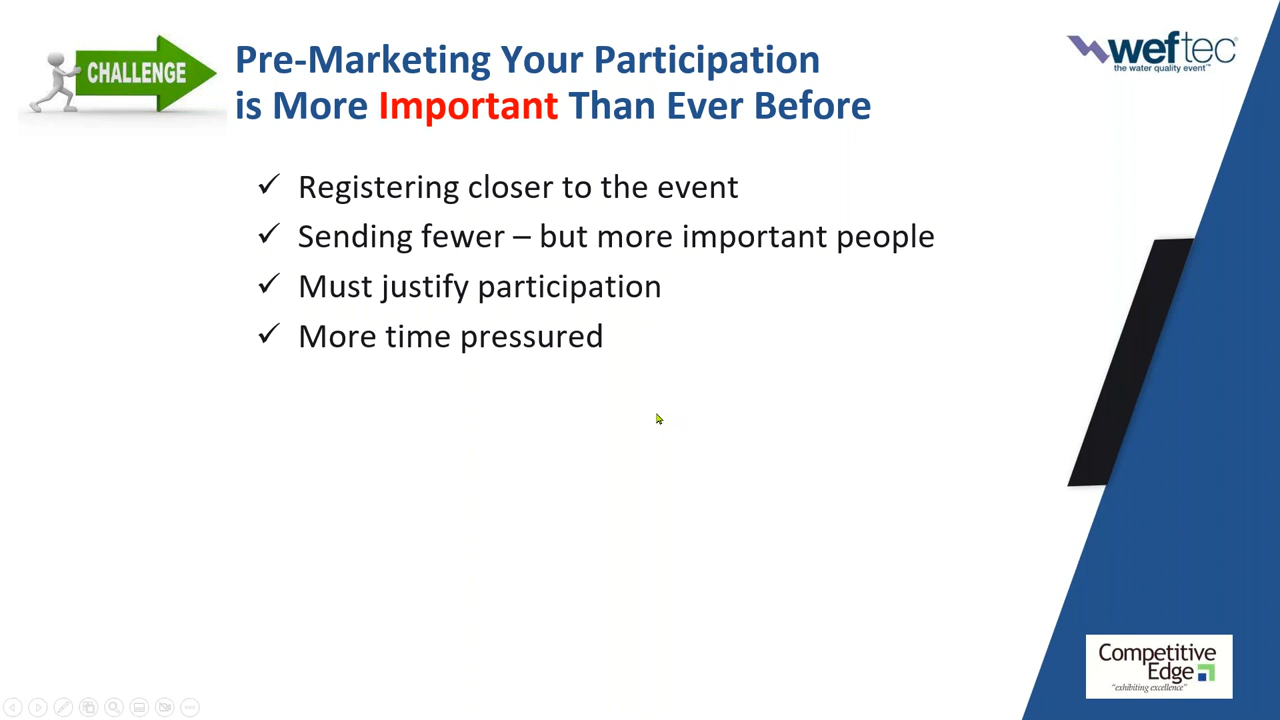 CHALLENGE
Pre-Marketing Your Participation
is More Important Than Ever Before
weftec
the water quality event™
✓ Registering closer to the event
✓ Sending fewer – but more important people
✓ Must justify participation
✓ More time pressured
Competitive
Edge
"exhibiting excellence"